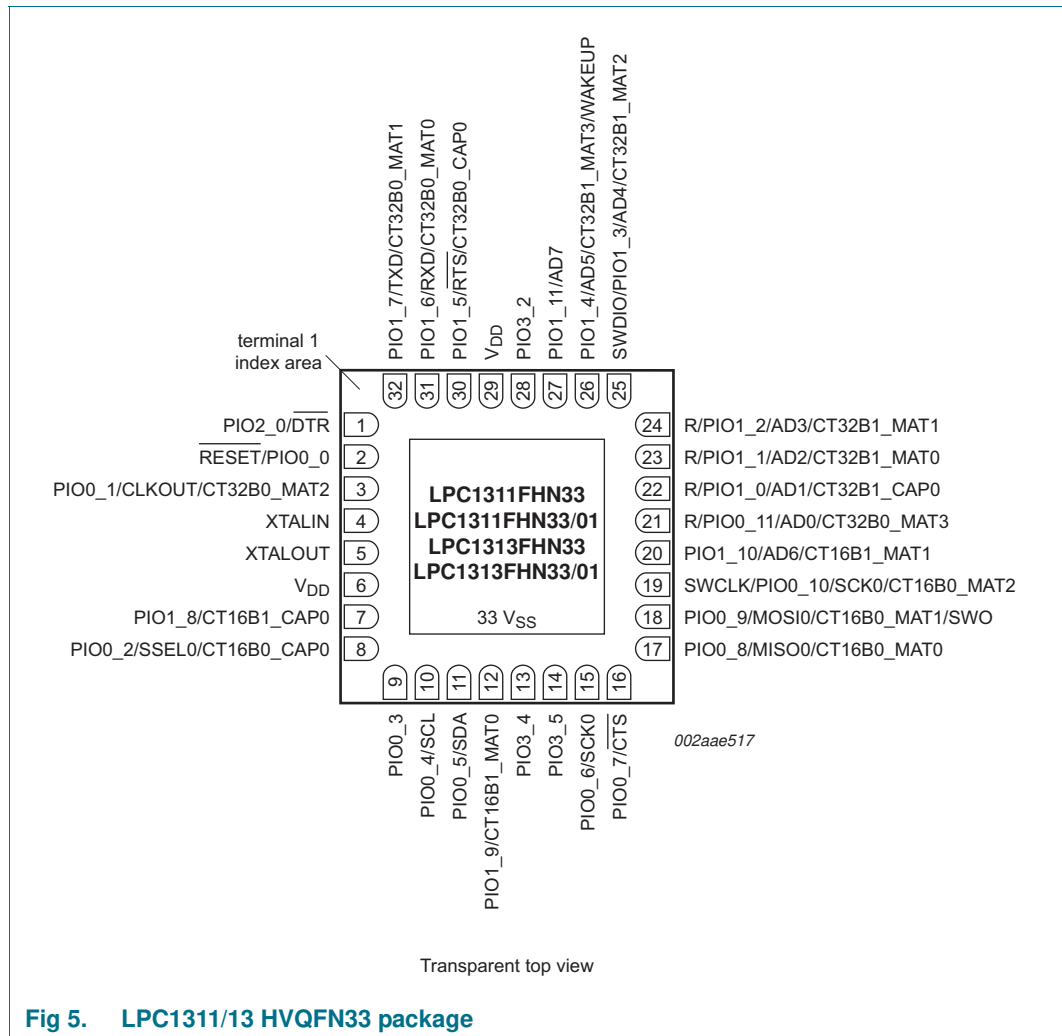 PIO1_7/TXD/CT32B0_MAT1
PIO1_6/RXD/CT32B0_MAT0
PIO1_5/RTS/CT32B0_CAP0
VDD
PIO3_2
PIO1_11/AD7
PIO1_4/AD5/CT32B1_MAT3/WAKEUP
SWDIO/PIO1_3/AD4/CT32B1_MAT2
terminal 1
index area
32 31 30 29 28 27 26 25
PIO2_0/DTR 1
RESET/PIO0_0 2
PIO0_1/CLKOUT/CT32B0_MAT2 3
XTALIN 4
XTALOUT 5
VDD 6
PIO1_8/CT16B1_CAP0 7
PIO0_2/SSEL0/CT16B0_CAP0 8
LPC1311FHN33
LPC1311FHN33/01
LPC1313FHN33
LPC1313FHN33/01
33 VSS
24 R/PIO1_2/AD3/CT32B1_MAT1
23 R/PIO1_1/AD2/CT32B1_MAT0
22 R/PIO1_0/AD1/CT32B1_CAP0
21 R/PIO0_11/AD0/CT32B0_MAT3
20 PIO1_10/AD6/CT16B1_MAT1
19 SWCLK/PIO0_10/SCK0/CT16B0_MAT2
18 PIO0_9/MOSI0/CT16B0_MAT1/SWO
17 PIO0_8/MISO0/CT16B0_MAT0
9 10 11 12 13 14 15 16
PIO0_3
PIO0_4/SCL
PIO0_5/SDA
PIO1_9/CT16B1_MAT0
PIO3_4
PIO3_5
PIO0_6/SCK0
PIO0_7/CTS
002aae517
Transparent top view
Fig 5. LPC1311/13 HVQFN33 package